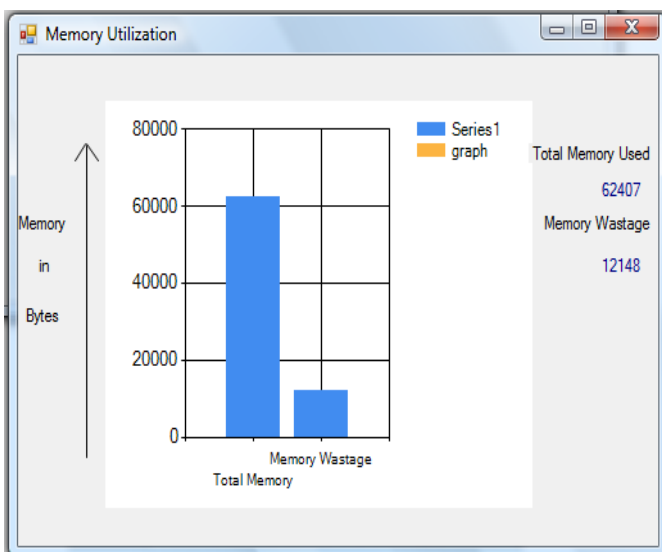 Memory Utilization
80000
60000
40000
20000
0
Memory
in
Bytes
Memory Wastage
Total Memory
Series1
graph
Total Memory Used
62407
Memory Wastage
12148